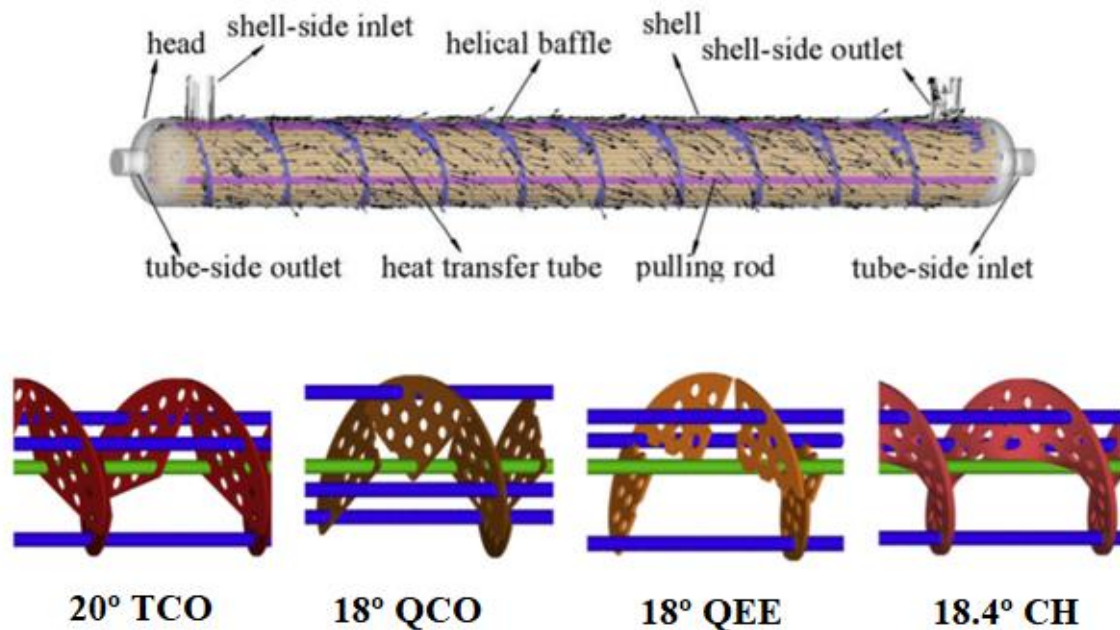 head
shell-side inlet
helical baffle
shell
shell-side outlet
tube-side outlet
heat transfer tube
pulling rod
tube-side inlet
20° TCO
18° QCO
18° QEE
18.4° CH